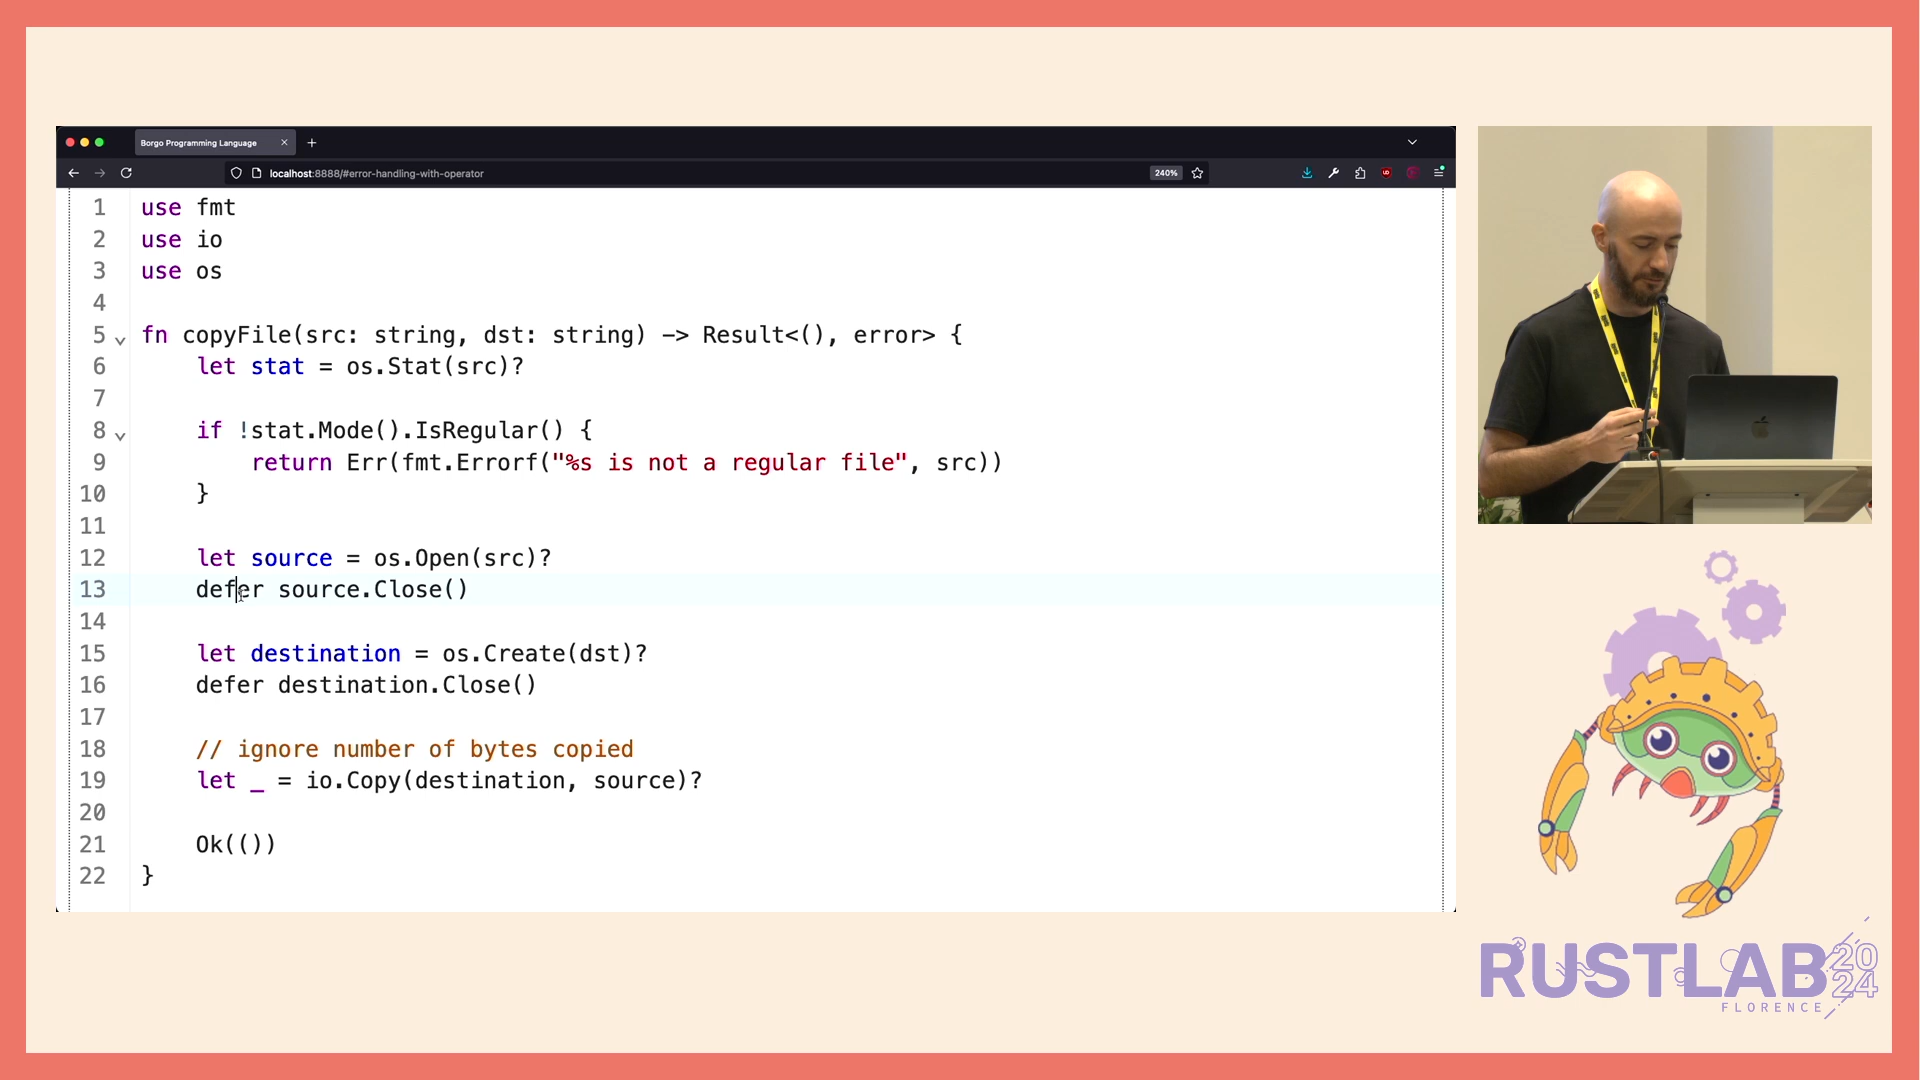 Borgo Programming Language
localhost:8888/#error-handling-with-operator
240%
1 use fmt
2 use io
3 use os
4
5 fn copyFile(src: string, dst: string) -> Result<(), error> {
6 let stat = os.Stat(src)?
7
8 if !stat.Mode().IsRegular() {
9 return Err(fmt.Errorf("%s is not a regular file", src))
10 }
11
12 let source = os.Open(src)?
13 defer source.Close()
14
15 let destination = os.Create(dst)?
16 defer destination.Close()
17
18 // ignore number of bytes copied
19 let _ = io.Copy(destination, source)?
20
21 Ok(())
22 }
RUSTLAB 2024
FLORENCE